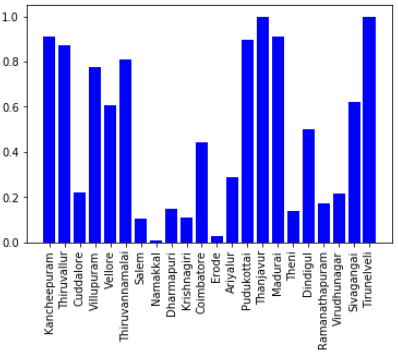 1.0
0.8
0.6
0.4
0.2
0.0
Kancheepuram
Thiruvallur
Cuddalore
Villupuram
Vellore
Thiruvannamalai
Salem
Namakkal
Dharmapuri
Krishnagiri
Coimbatore
Erode
Ariyalur
Pudukottai
Thanjavur
Madurai
Theni
Dindigul
Ramanathapuram
Virudhunagar
Sivagangai
Tirunelveli